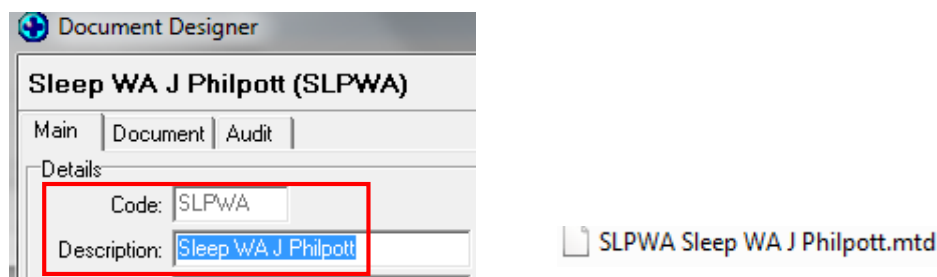 Document Designer
Sleep WA J Philpott (SLPWA)
Main Document Audit
Details
Code: SLPWA
Description: Sleep WA J Philpott
SLPWA Sleep WA J Philpott.mtd